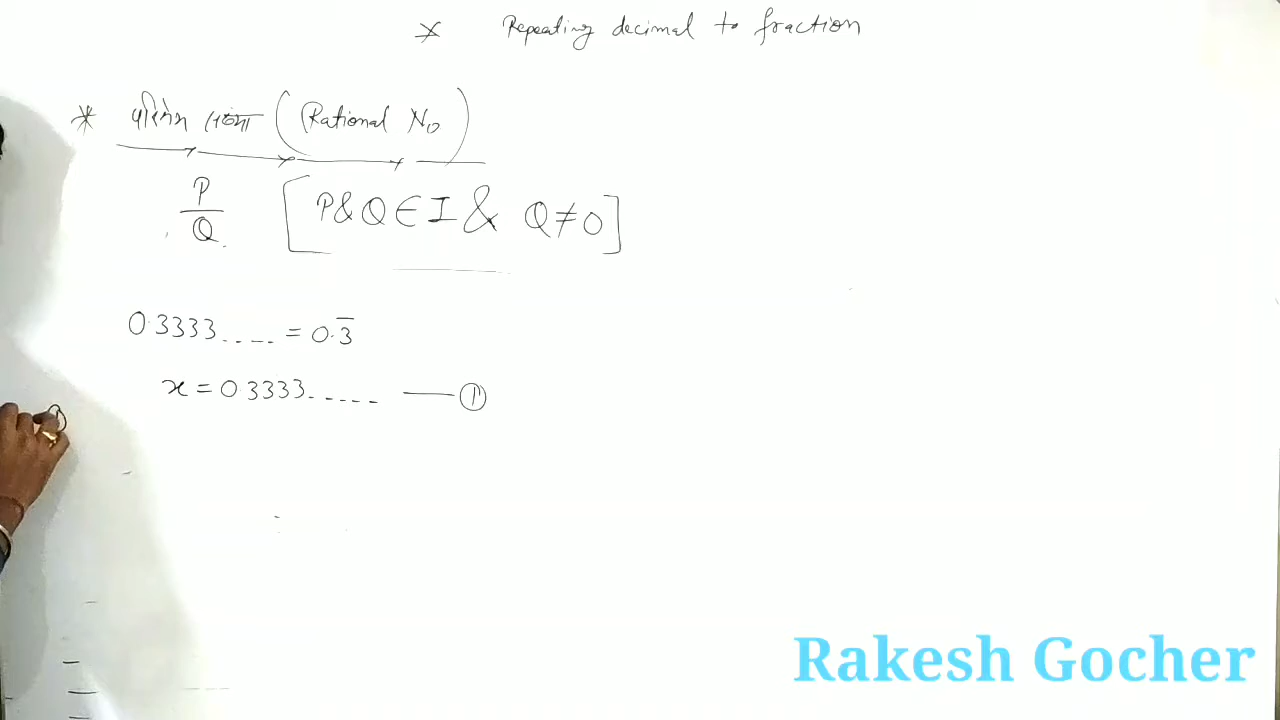 × Repeating decimal to fraction
* परिमेय संख्या (Rational No)
P/Q [P&Q∈I & Q≠0]
0.3333.... = 0.3̅
x = 0.3333..... — ①
Rakesh Gocher